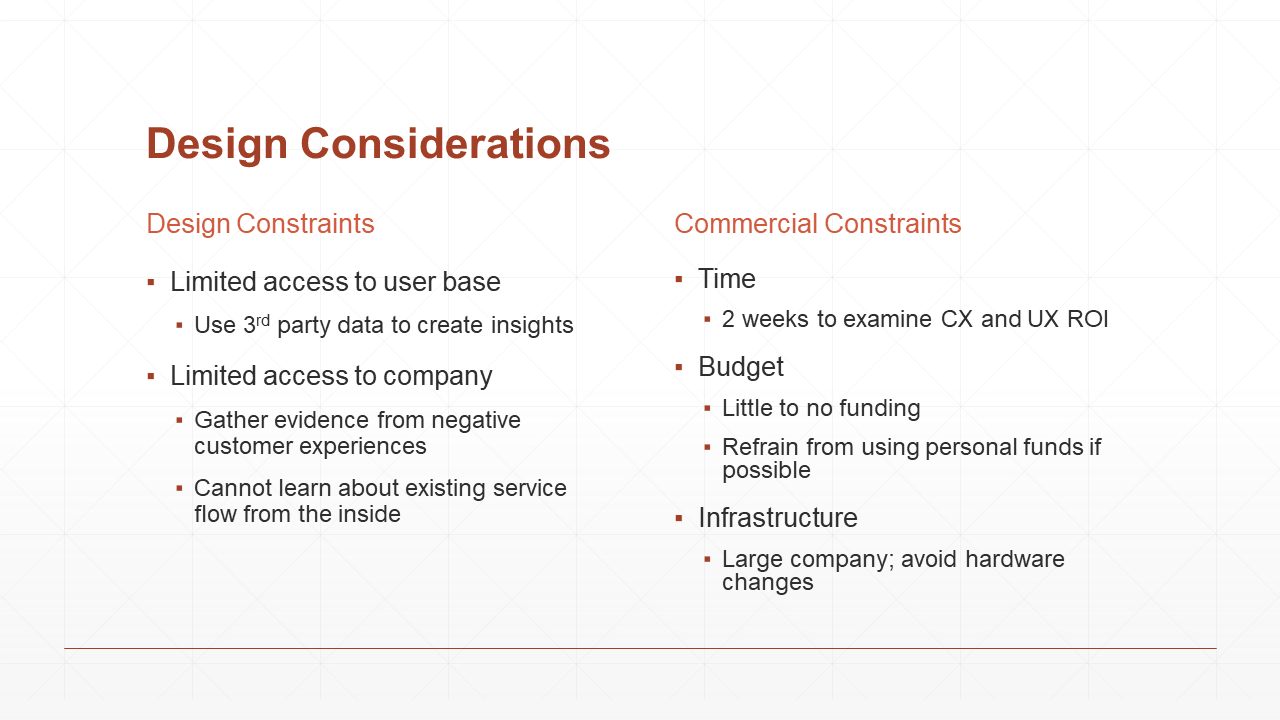 Design Considerations
Design Constraints
▪ Limited access to user base
▪ Use 3rd party data to create insights
▪ Limited access to company
▪ Gather evidence from negative
customer experiences
▪ Cannot learn about existing service
flow from the inside
Commercial Constraints
▪ Time
▪ 2 weeks to examine CX and UX ROI
▪ Budget
▪ Little to no funding
▪ Refrain from using personal funds if
possible
▪ Infrastructure
▪ Large company; avoid hardware
changes